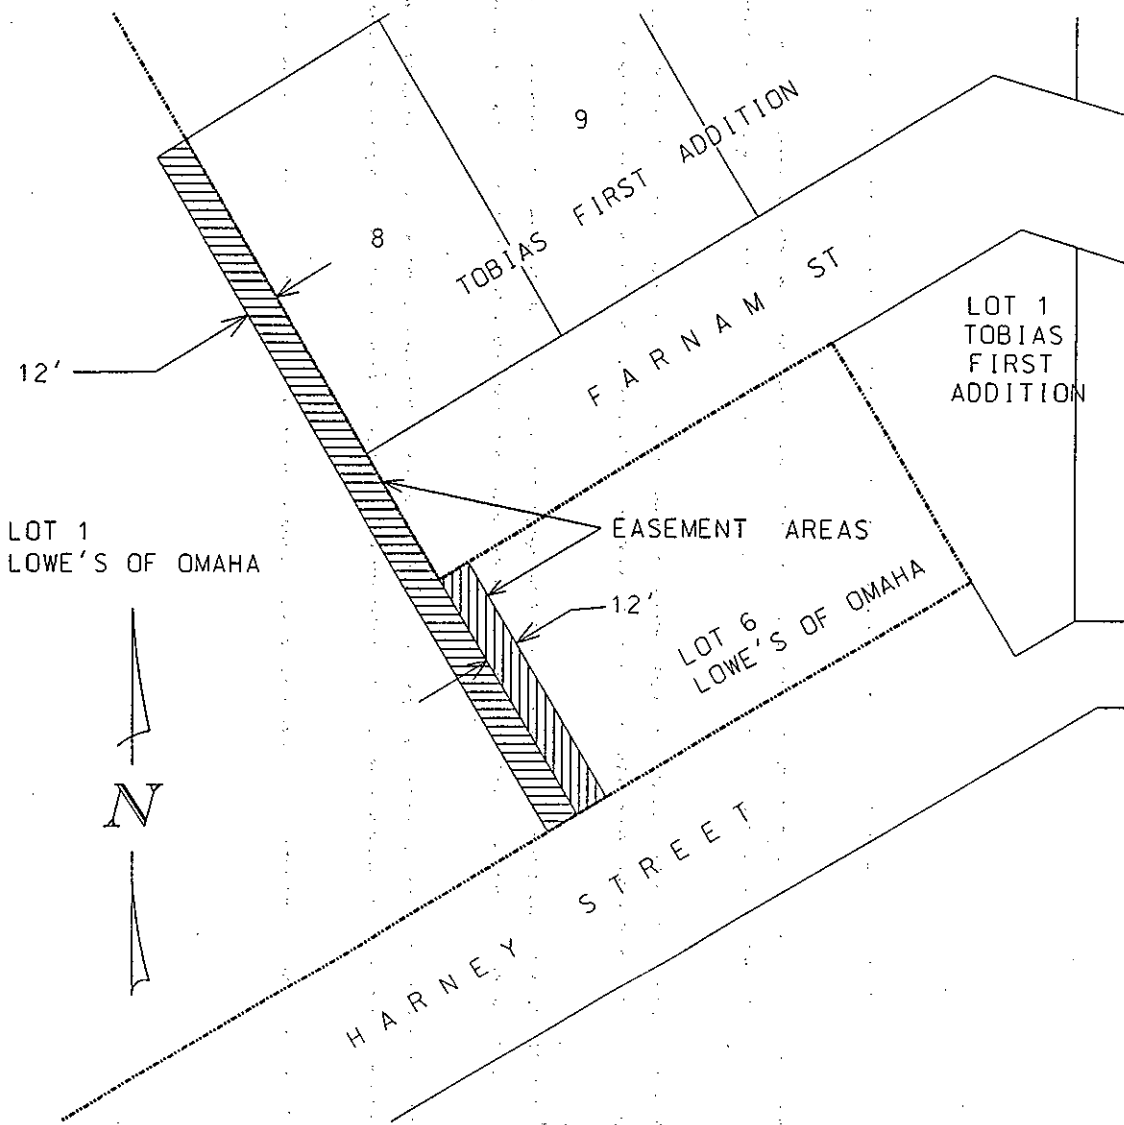 9
TOBIAS FIRST ADDITION
8
FARNAM ST
LOT 1
TOBIAS
FIRST
ADDITION
12'
EASEMENT AREAS
LOT 1
LOWE'S OF OMAHA
12'
LOT 6
LOWE'S OF OMAHA
N
HARNEY STREET